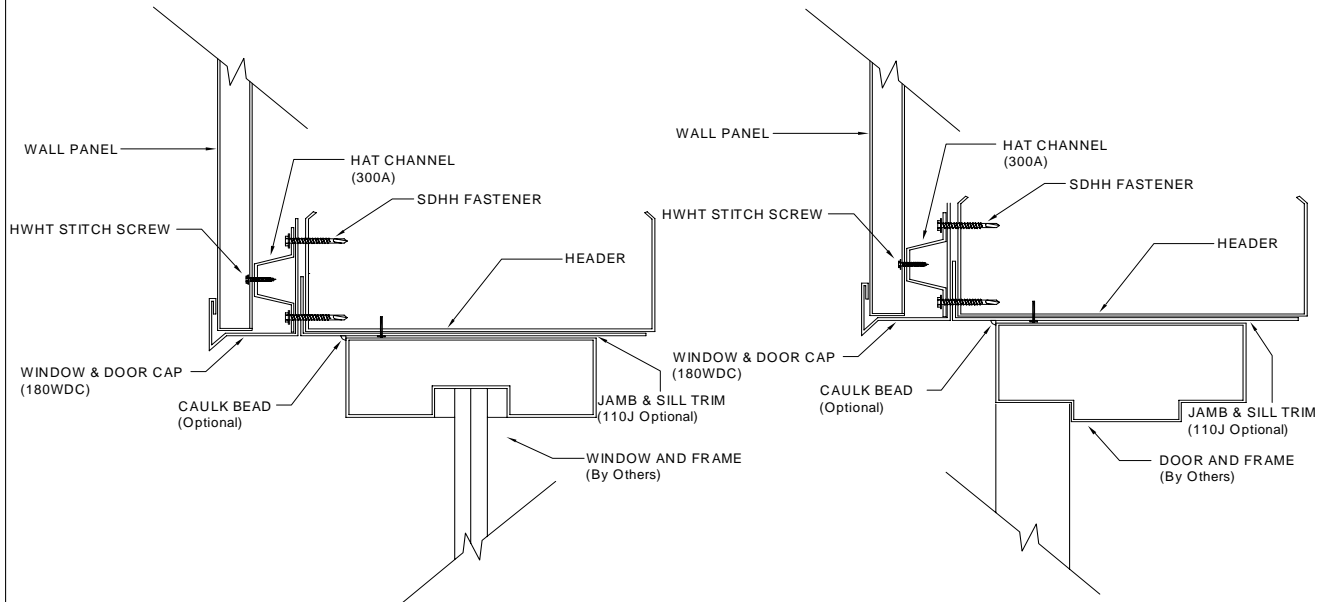 WALL PANEL
HAT CHANNEL
(300A)
SDHH FASTENER
HWHT STITCH SCREW
HEADER
WINDOW & DOOR CAP
(180WDC)
CAULK BEAD
(Optional)
JAMB & SILL TRIM
(110J Optional)
WINDOW AND FRAME
(By Others)
WALL PANEL
HAT CHANNEL
(300A)
SDHH FASTENER
HWHT STITCH SCREW
HEADER
WINDOW & DOOR CAP
(180WDC)
CAULK BEAD
(Optional)
JAMB & SILL TRIM
(110J Optional)
DOOR AND FRAME
(By Others)